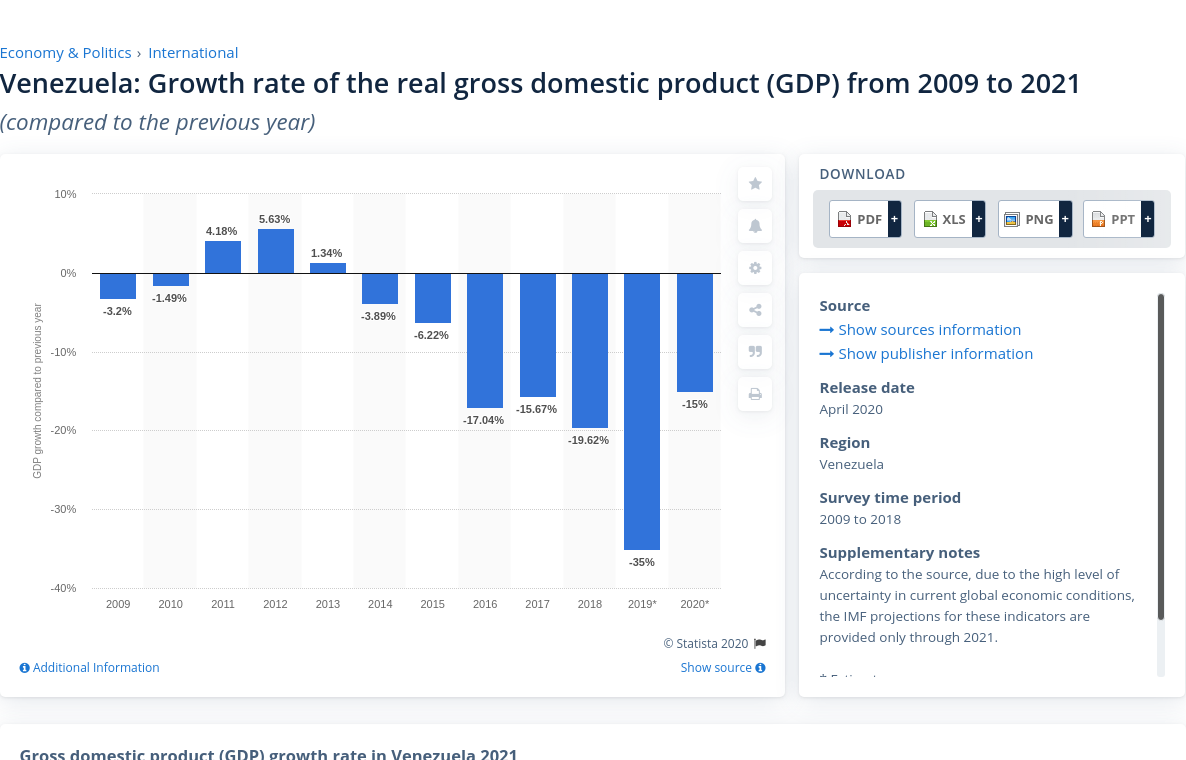 Economy & Politics › International
Venezuela: Growth rate of the real gross domestic product (GDP) from 2009 to 2021
(compared to the previous year)
GDP growth compared to previous year
10%
0%
-10%
-20%
-30%
-40%
-3.2%
-1.49%
4.18%
5.63%
1.34%
-3.89%
-6.22%
-17.04%
-15.67%
-19.62%
-35%
-15%
2009 2010 2011 2012 2013 2014 2015 2016 2017 2018 2019* 2020*
© Statista 2020
Additional Information
Show source
DOWNLOAD
PDF + XLS + PNG + PPT +
Source
Show sources information
Show publisher information
Release date
April 2020
Region
Venezuela
Survey time period
2009 to 2018
Supplementary notes
According to the source, due to the high level of
uncertainty in current global economic conditions,
the IMF projections for these indicators are
provided only through 2021.
Gross domestic product (GDP) growth rate in Venezuela 2021